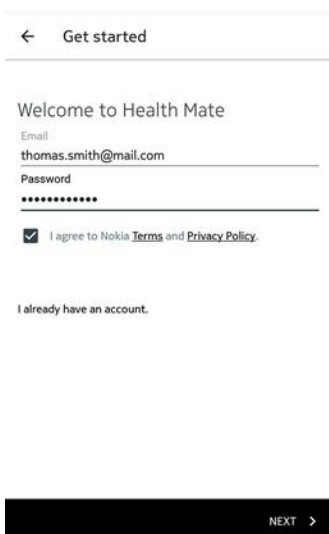 Get started
Welcome to Health Mate
Email
thomas.smith@mail.com
Password
••••••••••••
I agree to Nokia Terms and Privacy Policy.
I already have an account.
NEXT